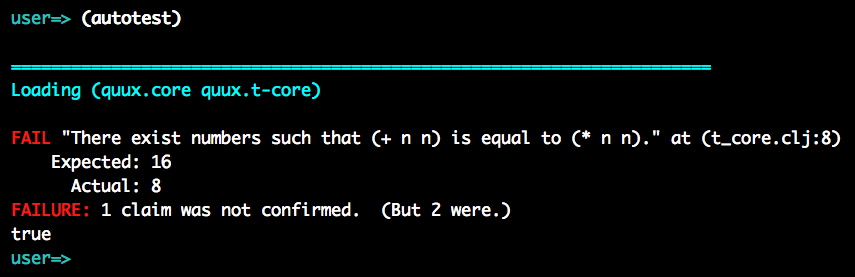 user=> (autotest)
======================================================================
Loading (quux.core quux.t-core)
FAIL "There exist numbers such that (+ n n) is equal to (* n n)." at (t_core.clj:8)
Expected: 16
Actual: 8
FAILURE: 1 claim was not confirmed.  (But 2 were.)
true
user=>